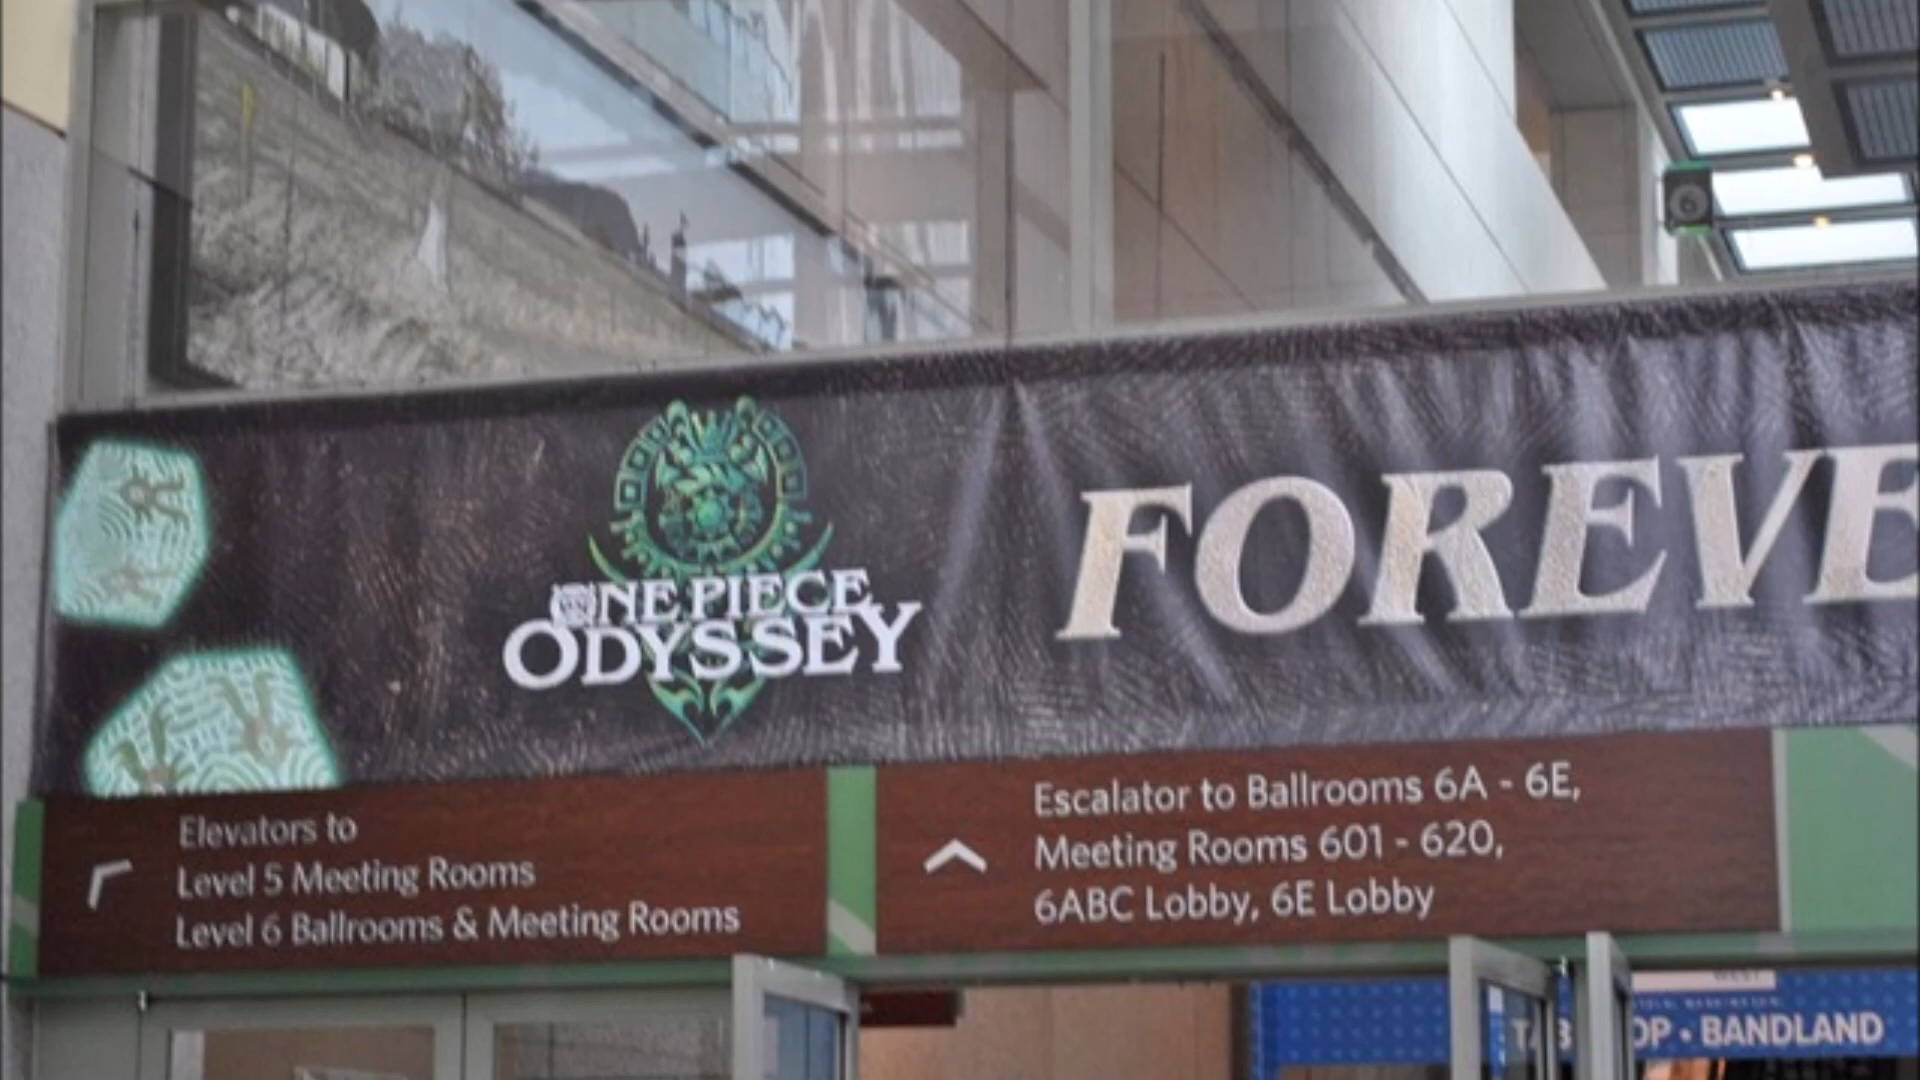 ONE PIECE
ODYSSEY
FOREVE
Elevators to
Level 5 Meeting Rooms
Level 6 Ballrooms & Meeting Rooms
Escalator to Ballrooms 6A - 6E,
Meeting Rooms 601 - 620,
6ABC Lobby, 6E Lobby
WEST
BANDLAND